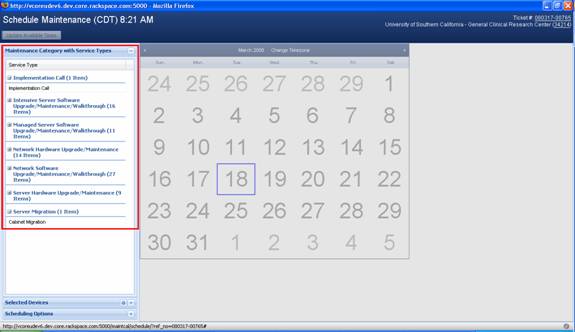 http://vcoreudev6.dev.core.rackspace.com:5000 - Mozilla Firefox
Schedule Maintenance (CDT) 8:21 AM
Ticket #: 080317-00765
University of Southern California - General Clinical Research Center (34214)
Update Available Times
Maintenance Category with Service Types
Service Type
Implementation Call (1 Item)
Implementation Call
Intensive Server Software
Upgrade/Maintenance/Walkthrough (16
Items)
Managed Server Software
Upgrade/Maintenance/Walkthrough (11
Items)
Network Hardware Upgrade/Maintenance
(14 Items)
Network Software
Upgrade/Maintenance/Walkthrough (27
Items)
Server Hardware Upgrade/Maintenance (9
Items)
Server Migration (1 Item)
Cabinet Migration
Selected Devices
Scheduling Options
March 2008 Change Timezone
Sun. Mon. Tue. Wed. Thu. Fri. Sat.
24 25 26 27 28 29 1
2 3 4 5 6 7 8
9 10 11 12 13 14 15
16 17 18 19 20 21 22
23 24 25 26 27 28 29
30 31 1 2 3 4 5
http://vcoreudev6.dev.core.rackspace.com:5000/maintcal/schedule/?ref_no=080317-00765#